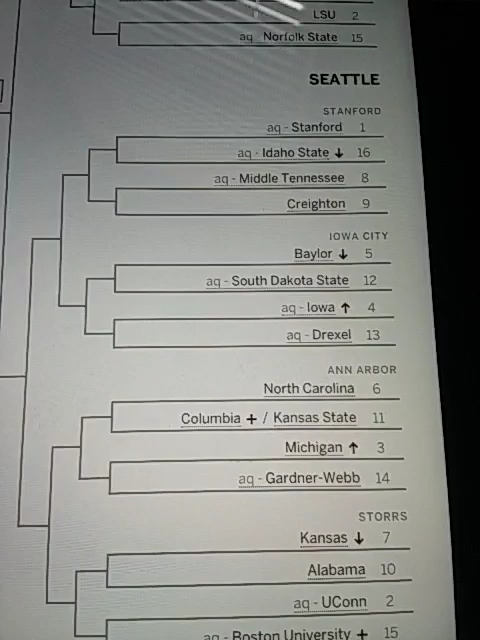 LSU 2
aq Norfolk State 15
SEATTLE
STANFORD
aq - Stanford 1
aq - Idaho State ↓ 16
aq - Middle Tennessee 8
Creighton 9
IOWA CITY
Baylor ↓ 5
aq - South Dakota State 12
aq - Iowa ↑ 4
aq - Drexel 13
ANN ARBOR
North Carolina 6
Columbia + / Kansas State 11
Michigan ↑ 3
aq - Gardner-Webb 14
STORRS
Kansas ↓ 7
Alabama 10
aq - UConn 2
aq - Boston University + 15